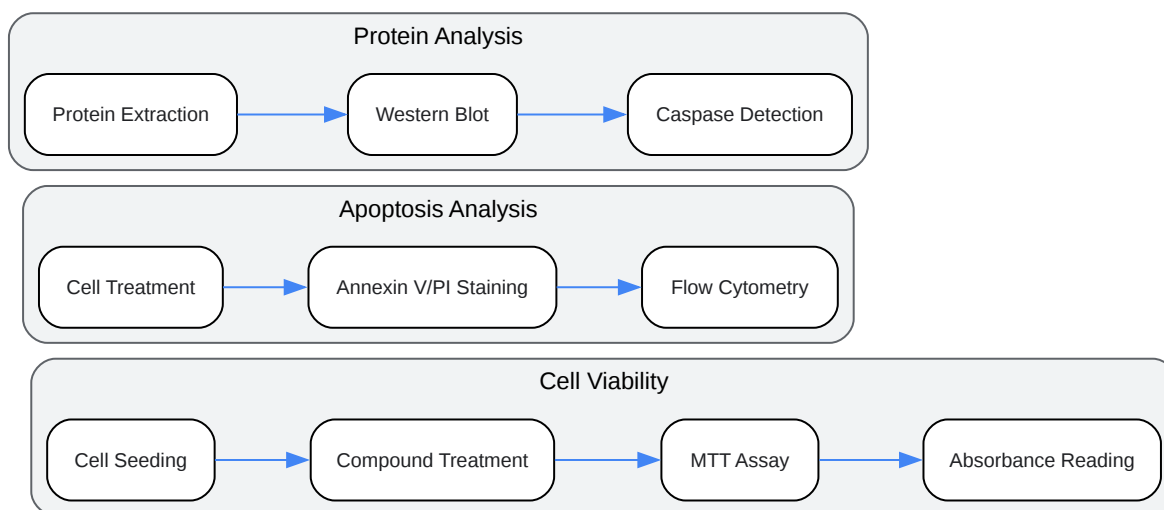 Protein Analysis
Protein Extraction
Western Blot
Caspase Detection
Apoptosis Analysis
Cell Treatment
Annexin V/PI Staining
Flow Cytometry
Cell Viability
Cell Seeding
Compound Treatment
MTT Assay
Absorbance Reading